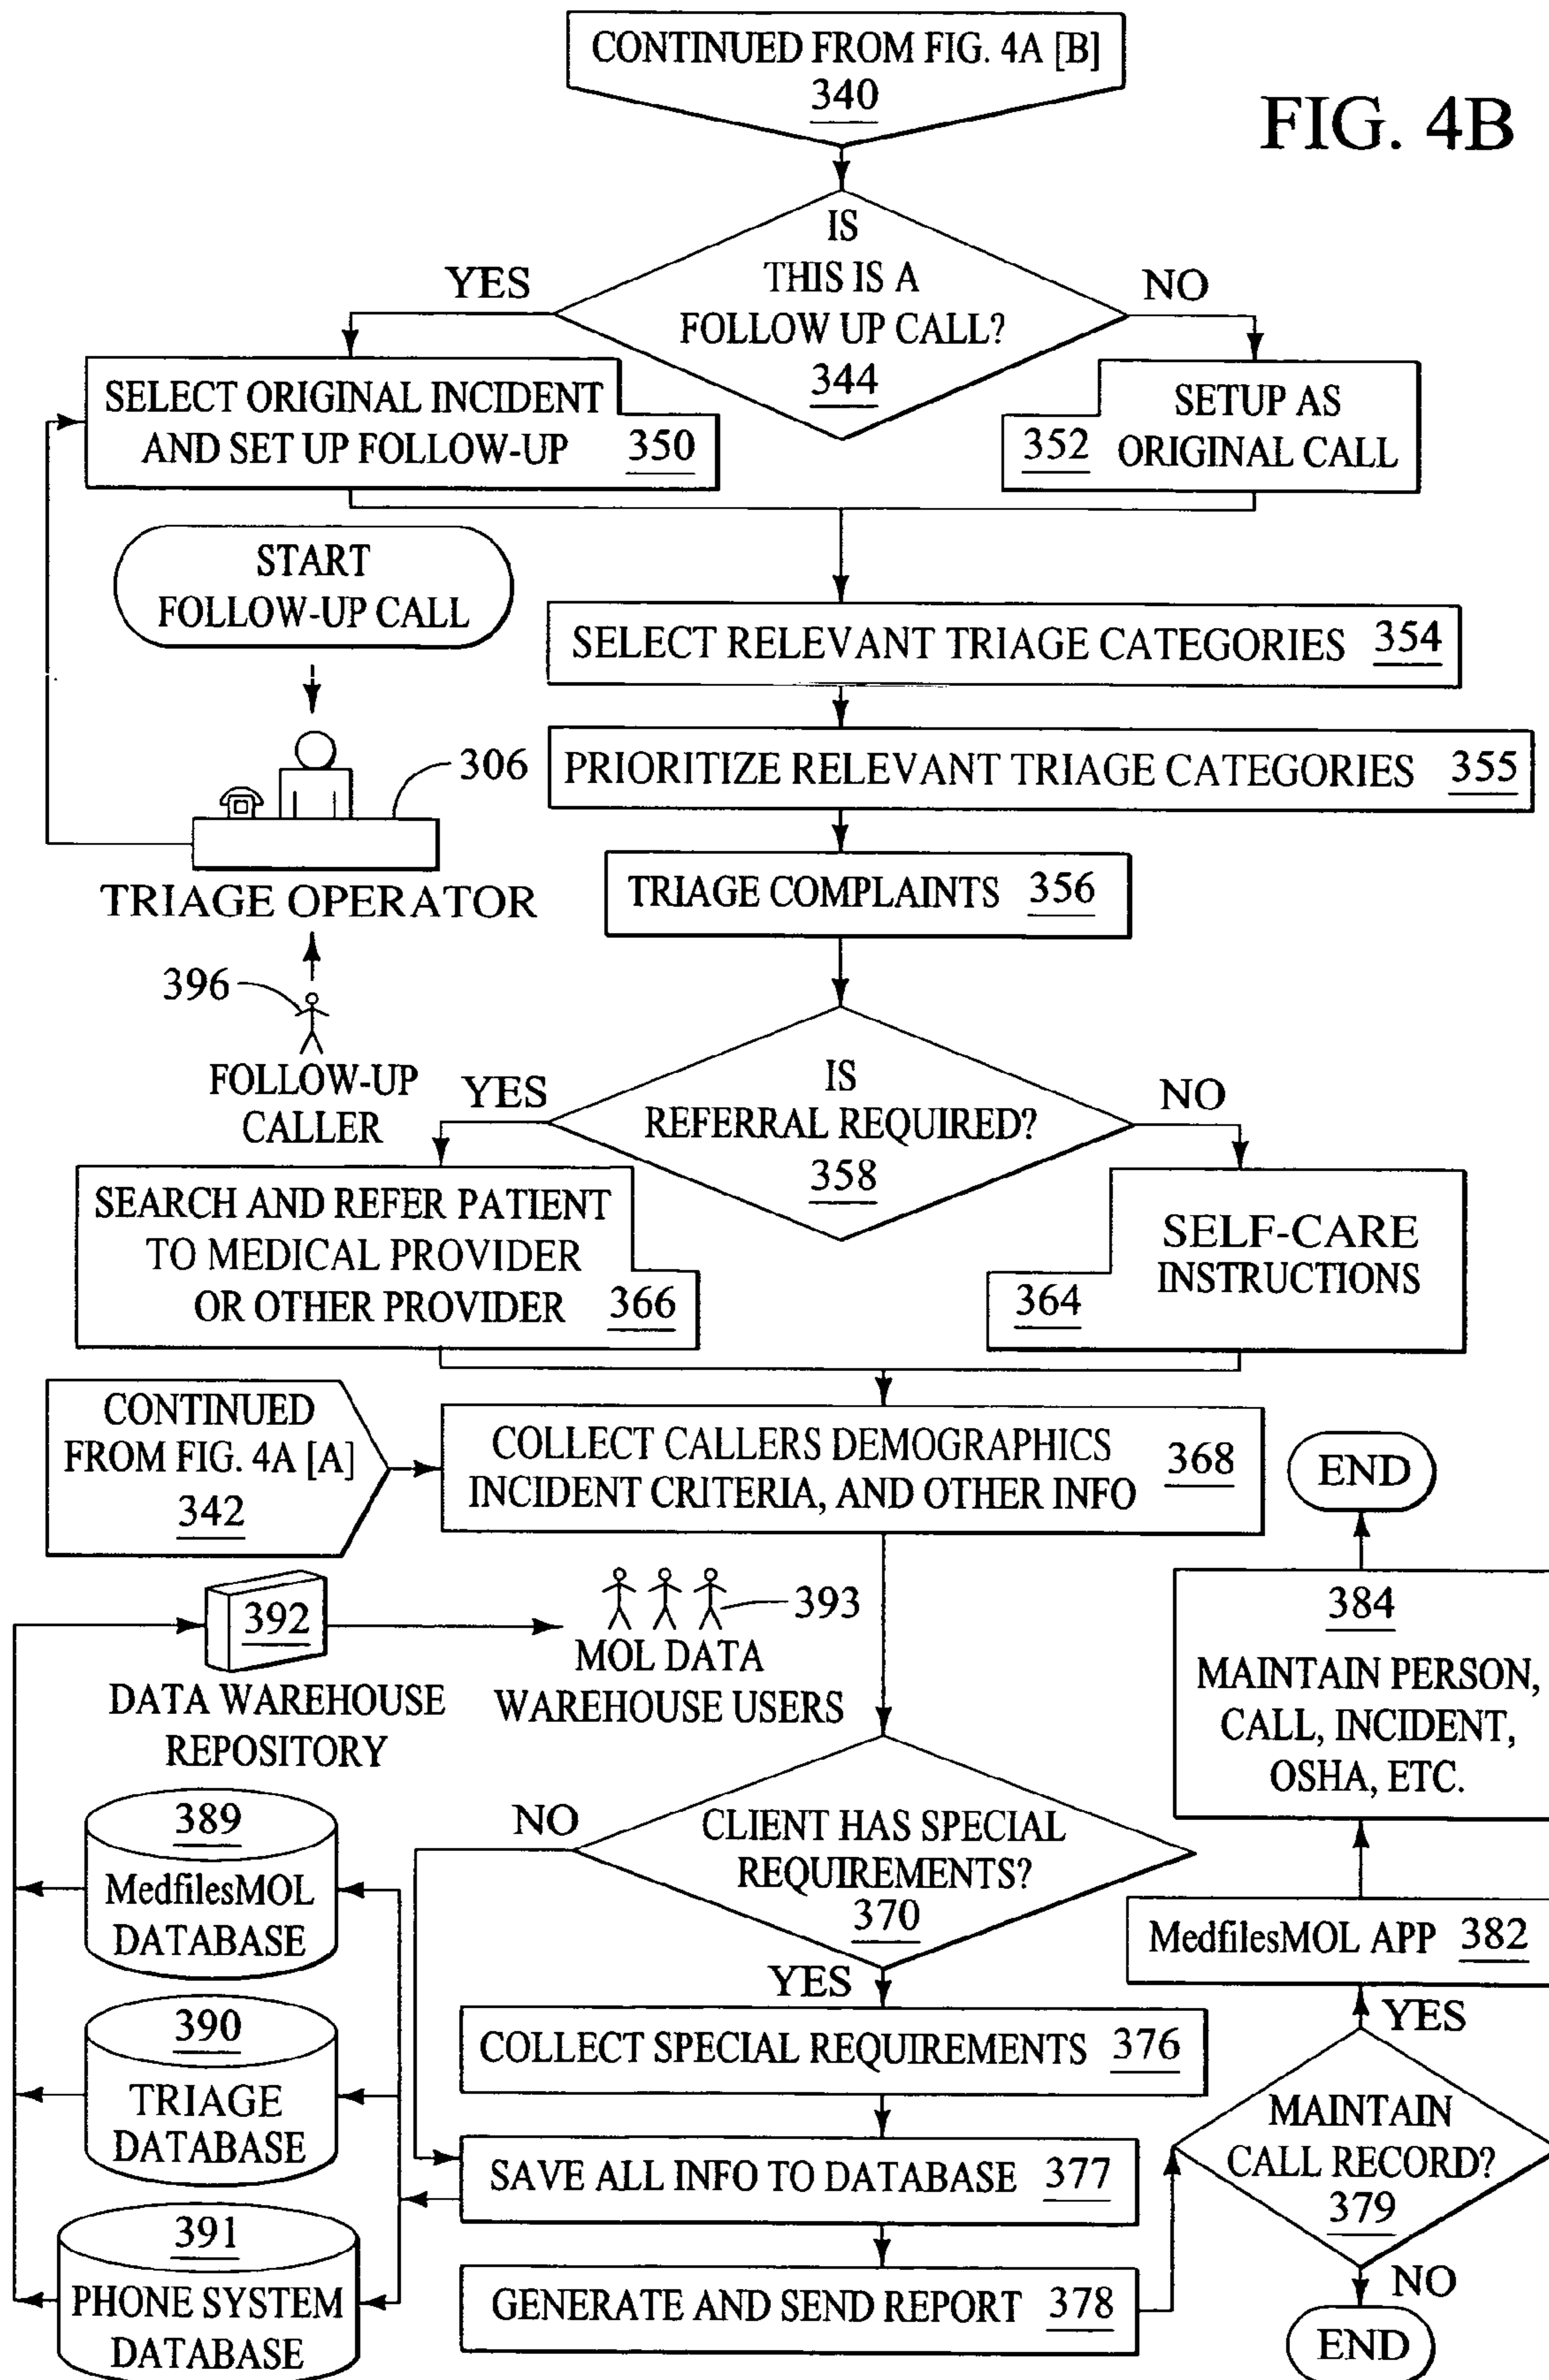 CONTINUED FROM FIG. 4A [B]
340
FIG. 4B
IS
THIS IS A
FOLLOW UP CALL?
344
YES
NO
SELECT ORIGINAL INCIDENT
AND SET UP FOLLOW-UP 350
SETUP AS
352 ORIGINAL CALL
START
FOLLOW-UP CALL
SELECT RELEVANT TRIAGE CATEGORIES 354
PRIORITIZE RELEVANT TRIAGE CATEGORIES 355
306
TRIAGE OPERATOR
TRIAGE COMPLAINTS 356
396
FOLLOW-UP
CALLER
IS
REFERRAL REQUIRED?
358
YES
NO
SEARCH AND REFER PATIENT
TO MEDICAL PROVIDER
OR OTHER PROVIDER 366
SELF-CARE
INSTRUCTIONS
364
CONTINUED
FROM FIG. 4A [A]
342
COLLECT CALLERS DEMOGRAPHICS
INCIDENT CRITERIA, AND OTHER INFO 368
END
384
MAINTAIN PERSON,
CALL, INCIDENT,
OSHA, ETC.
392
DATA WAREHOUSE
REPOSITORY
393
MOL DATA
WAREHOUSE USERS
389
MedfilesMOL
DATABASE
NO
CLIENT HAS SPECIAL
REQUIREMENTS?
370
YES
MedfilesMOL APP 382
YES
390
TRIAGE
DATABASE
COLLECT SPECIAL REQUIREMENTS 376
MAINTAIN
CALL RECORD?
379
SAVE ALL INFO TO DATABASE 377
391
PHONE SYSTEM
DATABASE
GENERATE AND SEND REPORT 378
NO
END